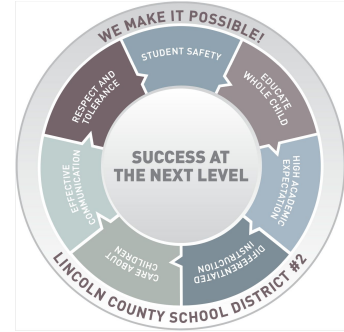 WE MAKE IT POSSIBLE!
STUDENT SAFETY
EDUCATE
WHOLE CHILD
HIGH ACADEMIC
EXPECTATION
DIFFERENTIATED
INSTRUCTION
CARE ABOUT
CHILDREN
EFFECTIVE
COMMUNICATION
RESPECT AND
TOLERANCE
SUCCESS AT
THE NEXT LEVEL
LINCOLN COUNTY SCHOOL DISTRICT #2